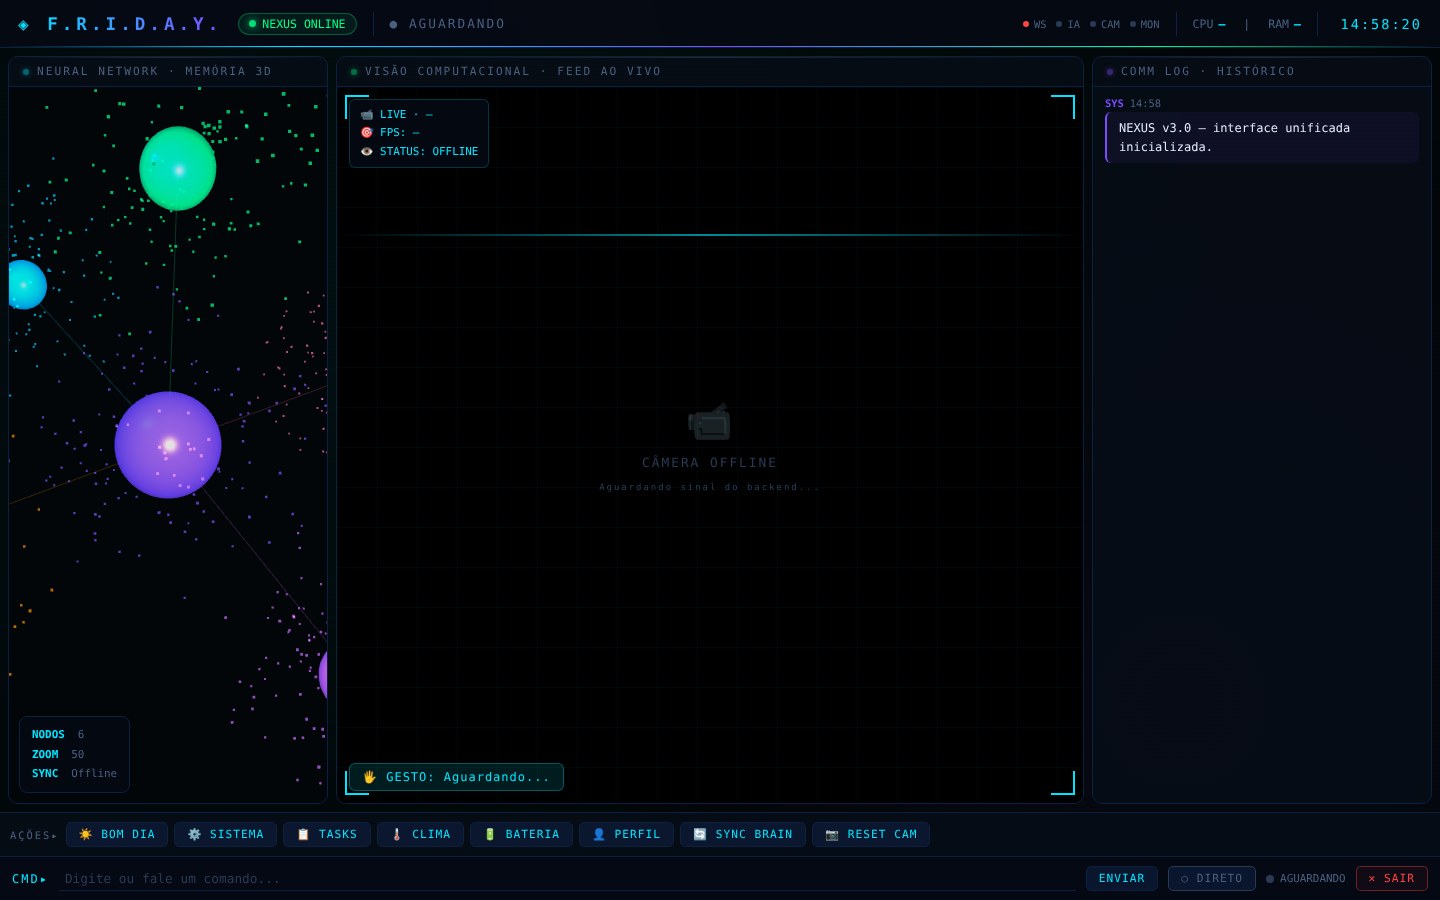 ◈ F.R.I.D.A.Y. NEXUS ONLINE ● AGUARDANDO WS IA CAM MON CPU — | RAM — 14:58:20
NEURAL NETWORK · MEMÓRIA 3D
NODOS 6
ZOOM 50
SYNC Offline
VISÃO COMPUTACIONAL · FEED AO VIVO
📹 LIVE · —
🎯 FPS: —
👁️ STATUS: OFFLINE
CÂMERA OFFLINE
Aguardando sinal do backend...
🖐 GESTO: Aguardando...
COMM LOG · HISTÓRICO
SYS 14:58
NEXUS v3.0 — interface unificada
inicializada.
AÇÕES▸ ☀️ BOM DIA ⚙️ SISTEMA 📋 TASKS 🌡️ CLIMA 🔋 BATERIA 👤 PERFIL 🔄 SYNC BRAIN 📷 RESET CAM
CMD▸ Digite ou fale um comando... ENVIAR ○ DIRETO AGUARDANDO ✕ SAIR